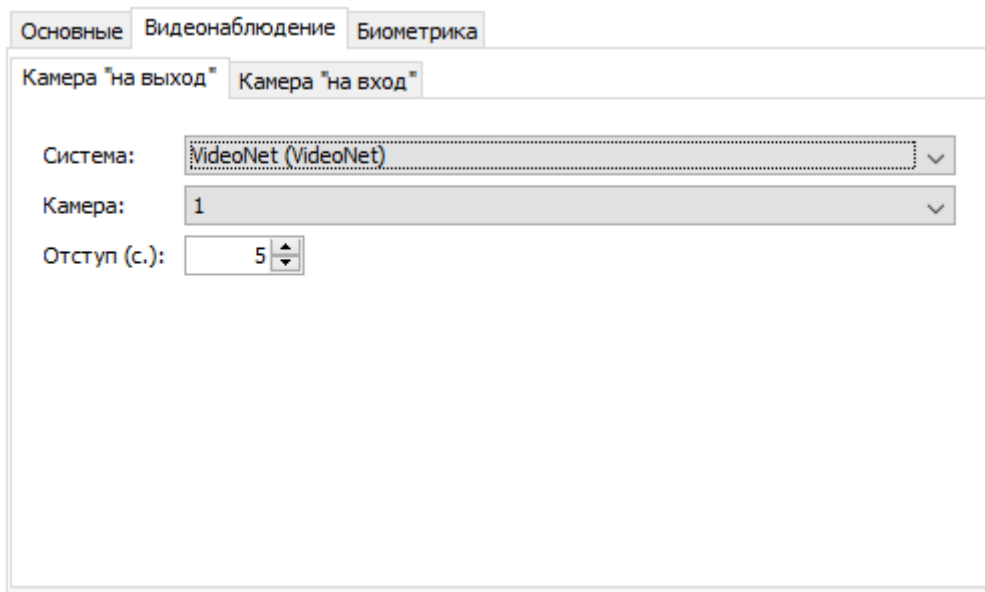 Основные Видеонаблюдение Биометрика
Камера "на выход" Камера "на вход"
Система: VideoNet (VideoNet)
Камера: 1
Отступ (с.): 5